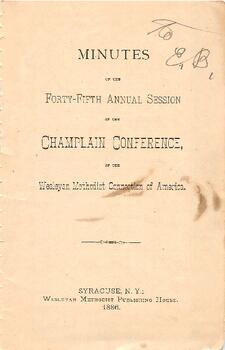 To
E. B.
MINUTES
OF THE
FORTY-FIFTH ANNUAL SESSION
OF THE
CHAMPLAIN CONFERENCE,
OF THE
Wesleyan Methodist Connection of America.
SYRACUSE, N. Y.:
WESLEYAN METHODIST PUBLISHING HOUSE.
1886.